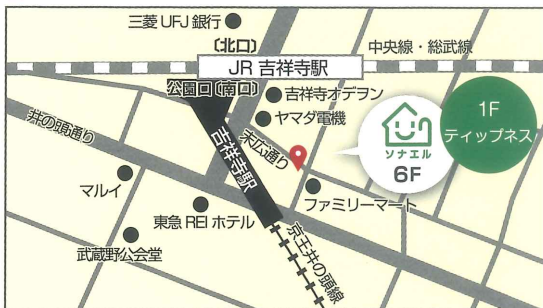 三菱UFJ銀行
(北口)
中央線・総武線
JR 吉祥寺駅
公園口(南口)
吉祥寺オデヲン
ヤマダ電機
井の頭通り
末広通り
吉祥寺駅
ソナエル
6F
1F
ティップネス
マルイ
ファミリーマート
東急 REI ホテル
武蔵野公会堂
京王井の頭線